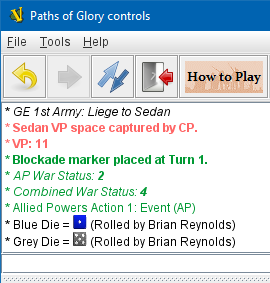 Paths of Glory controls
File Tools Help
How to Play
* GE 1st Army: Liege to Sedan
* Sedan VP space captured by CP.
* VP: 11
* Blockade marker placed at Turn 1.
* AP War Status: 2
* Combined War Status: 4
* Allied Powers Action 1: Event (AP)
* Blue Die = (Rolled by Brian Reynolds)
* Grey Die = (Rolled by Brian Reynolds)